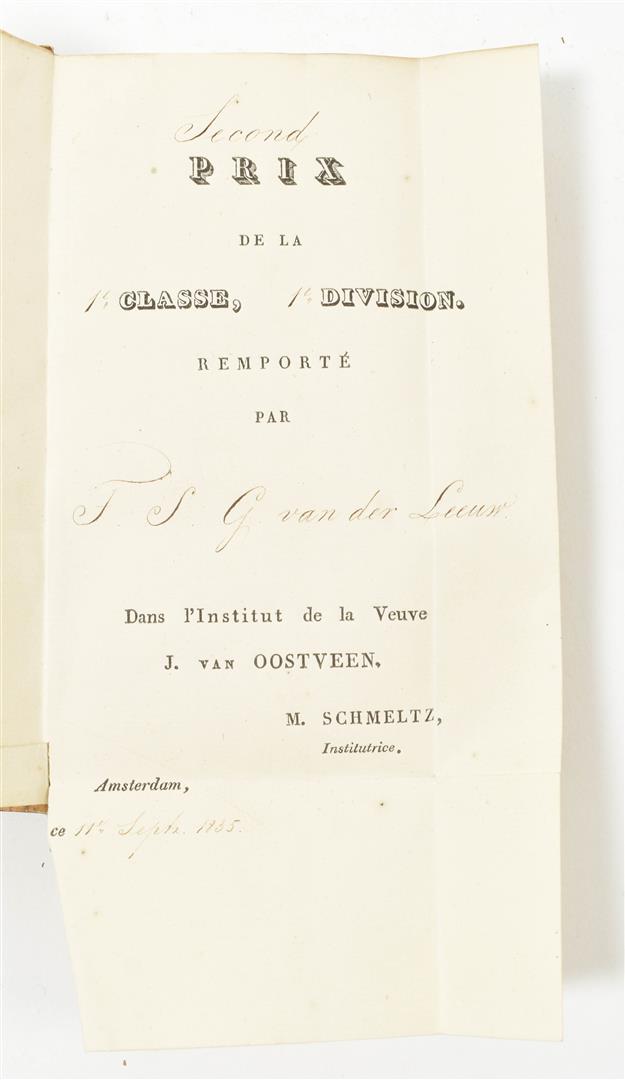 Second
PRIX
DE LA
1e CLASSE, 1e DIVISION.
REMPORTÉ
PAR
T. S. G. van der Leeuw.
Dans l'Institut de la Veuve
J. VAN OOSTVEEN.
M. SCHMELTZ,
Institutrice.
Amsterdam,
ce 11e Septr. 1835.